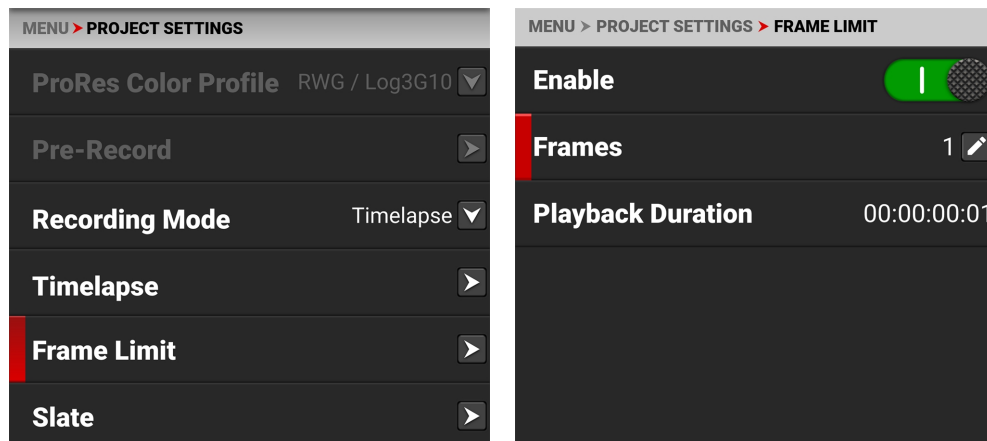 MENU > PROJECT SETTINGS
ProRes Color Profile RWG / Log3G10
Pre-Record
Recording Mode Timelapse
Timelapse
Frame Limit
Slate
MENU > PROJECT SETTINGS > FRAME LIMIT
Enable
Frames 1
Playback Duration 00:00:00:01